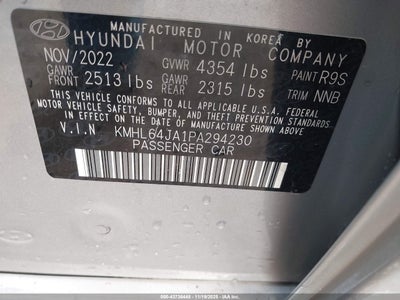 MANUFACTURED IN KOREA BY
HYUNDAI MOTOR COMPANY
NOV/2022 GVWR 4354 lbs PAINT R9S
GAWR FRONT 2513 lbs GAWR REAR 2315 lbs TRIM NNB
THIS VEHICLE CONFORMS TO ALL APPLICABLE U.S.A FEDERAL
MOTOR VEHICLE SAFETY, BUMPER, AND THEFT PREVENTION
STANDARDS IN EFFECT ON THE DATE OF MANUFACTURE SHOWN ABOVE.
V.I.N KMHL64JA1PA294230
PASSENGER CAR